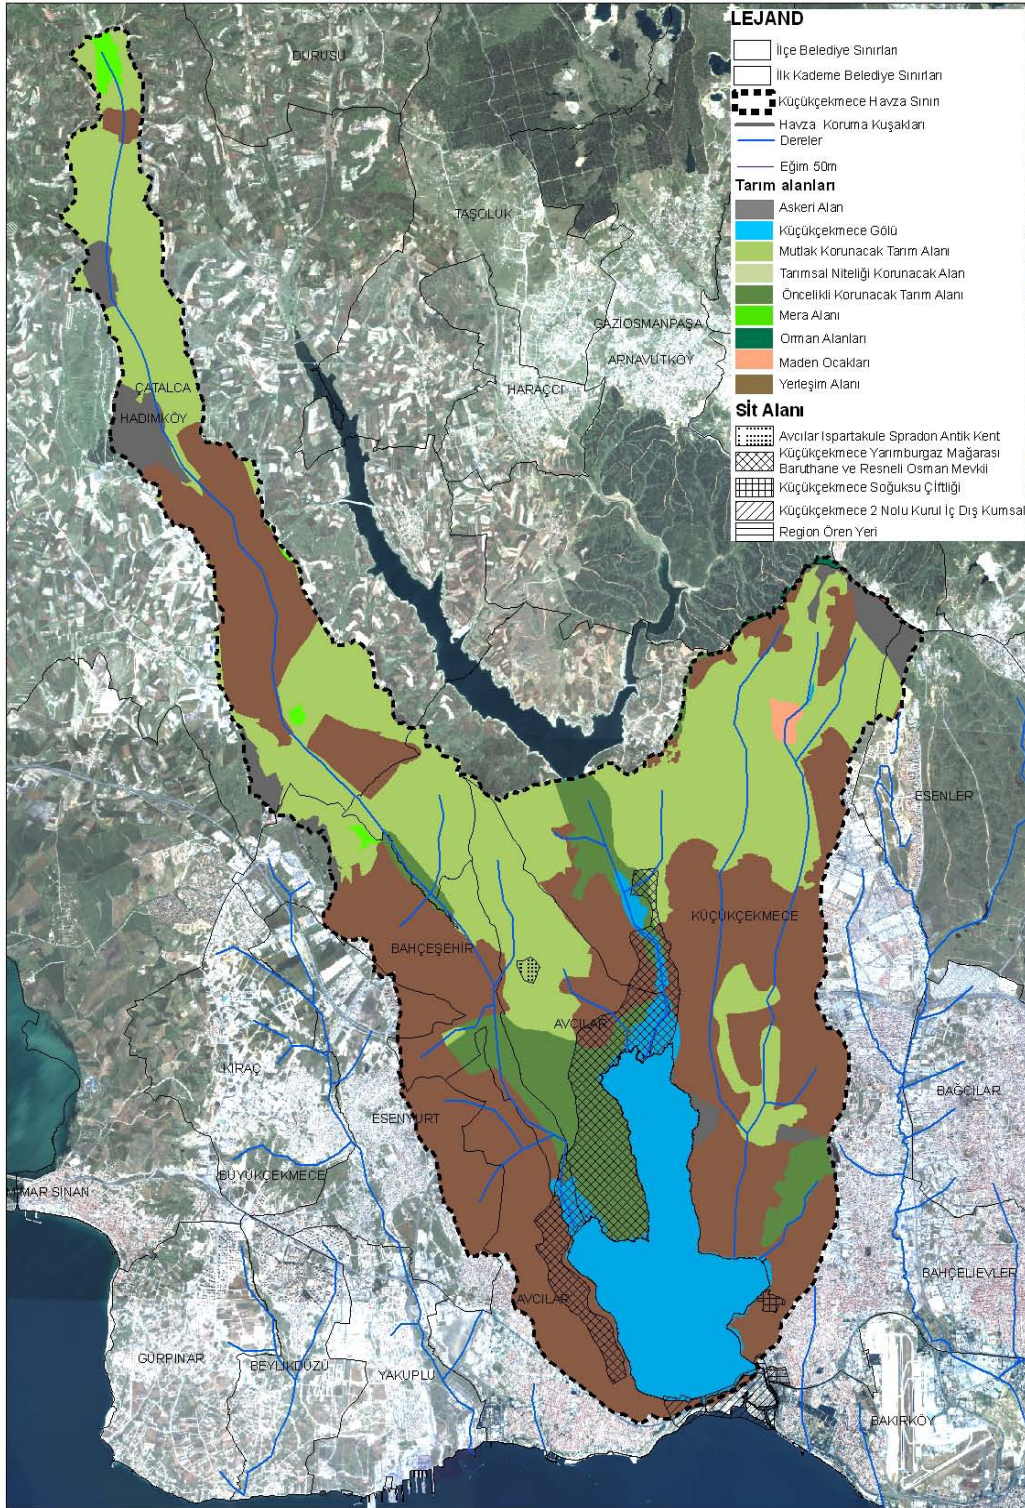 LEJAND
İlçe Belediye Sınırları
İlk Kademe Belediye Sınırları
Küçükçekmece Havza Sınırı
Havza Koruma Kuşakları
Dereler
Eğim 50m
Tarım alanları
Askeri Alan
Küçükçekmece Gölü
Mutlak Korunacak Tarım Alanı
Tarımsal Niteliği Korunacak Alan
Öncelikli Korunacak Tarım Alanı
Mera Alanı
Orman Alanları
Maden Ocakları
Yerleşim Alanı
SİT Alanı
Avcılar Ispartakule Spradon Antik Kent
Küçükçekmece Yarımburgaz Mağarası
Baruthane ve Resneli Osman Mevkii
Küçükçekmece Soğuksu Çiftliği
Küçükçekmece 2 Nolu Kurul İç Dış Kumsal
Region Ören Yeri
DURUSU
TAŞOLUK
GAZİOSMANPAŞA
ARNAVUTKÖY
HARAÇCI
ÇATALCA
HADIMKÖY
ESENLER
KÜÇÜKÇEKMECE
BAHÇEŞEHİR
AVCILAR
KIRAÇ
BAĞCILAR
ESENYURT
BÜYÜKÇEKMECE
MİMAR SİNAN
BAHÇELİEVLER
AVCILAR
GÜRPINAR
BEYLİKDÜZÜ
YAKUPLU
BAKIRKÖY